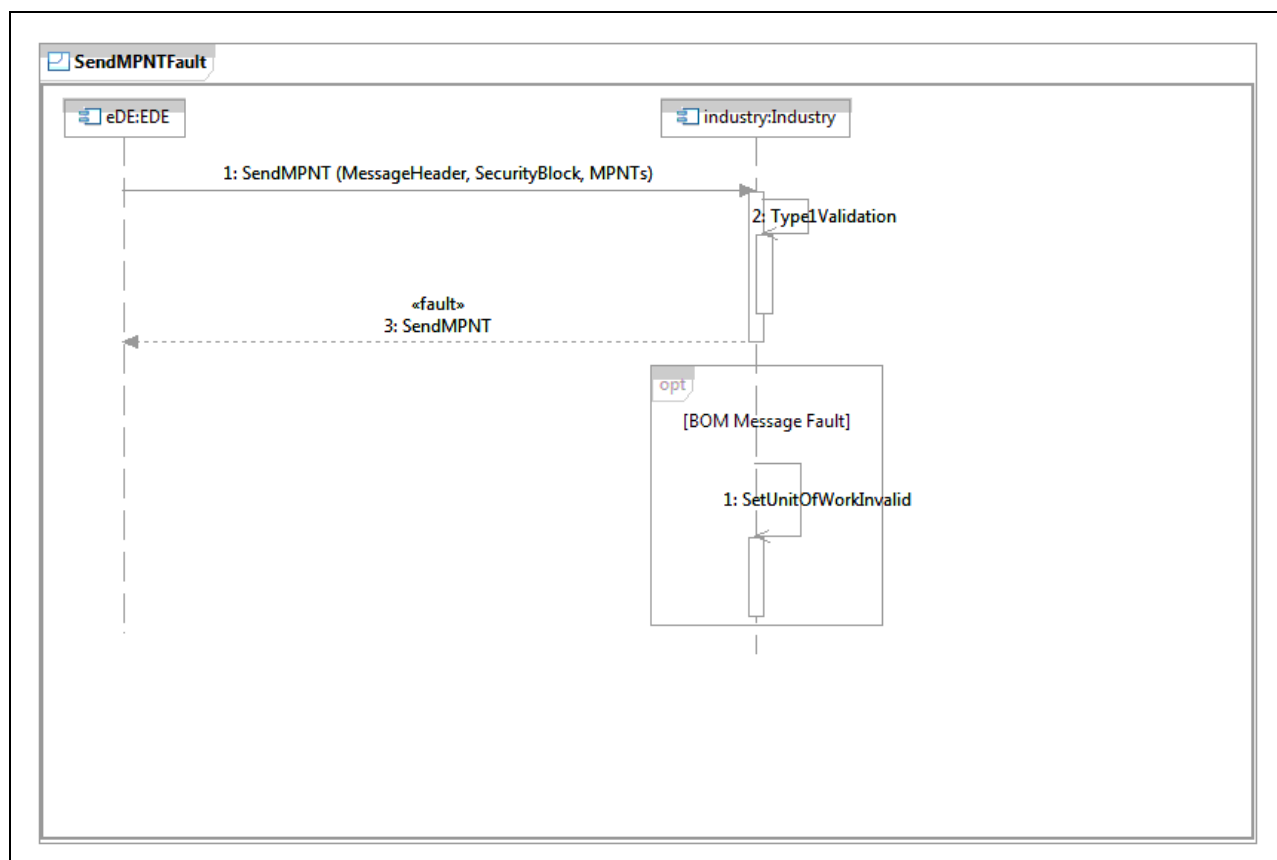 SendMPNTFault
eDE:EDE
industry:Industry
1: SendMPNT (MessageHeader, SecurityBlock, MPNTs)
2: Type1Validation
«fault»
3: SendMPNT
opt
[BOM Message Fault]
1: SetUnitOfWorkInvalid